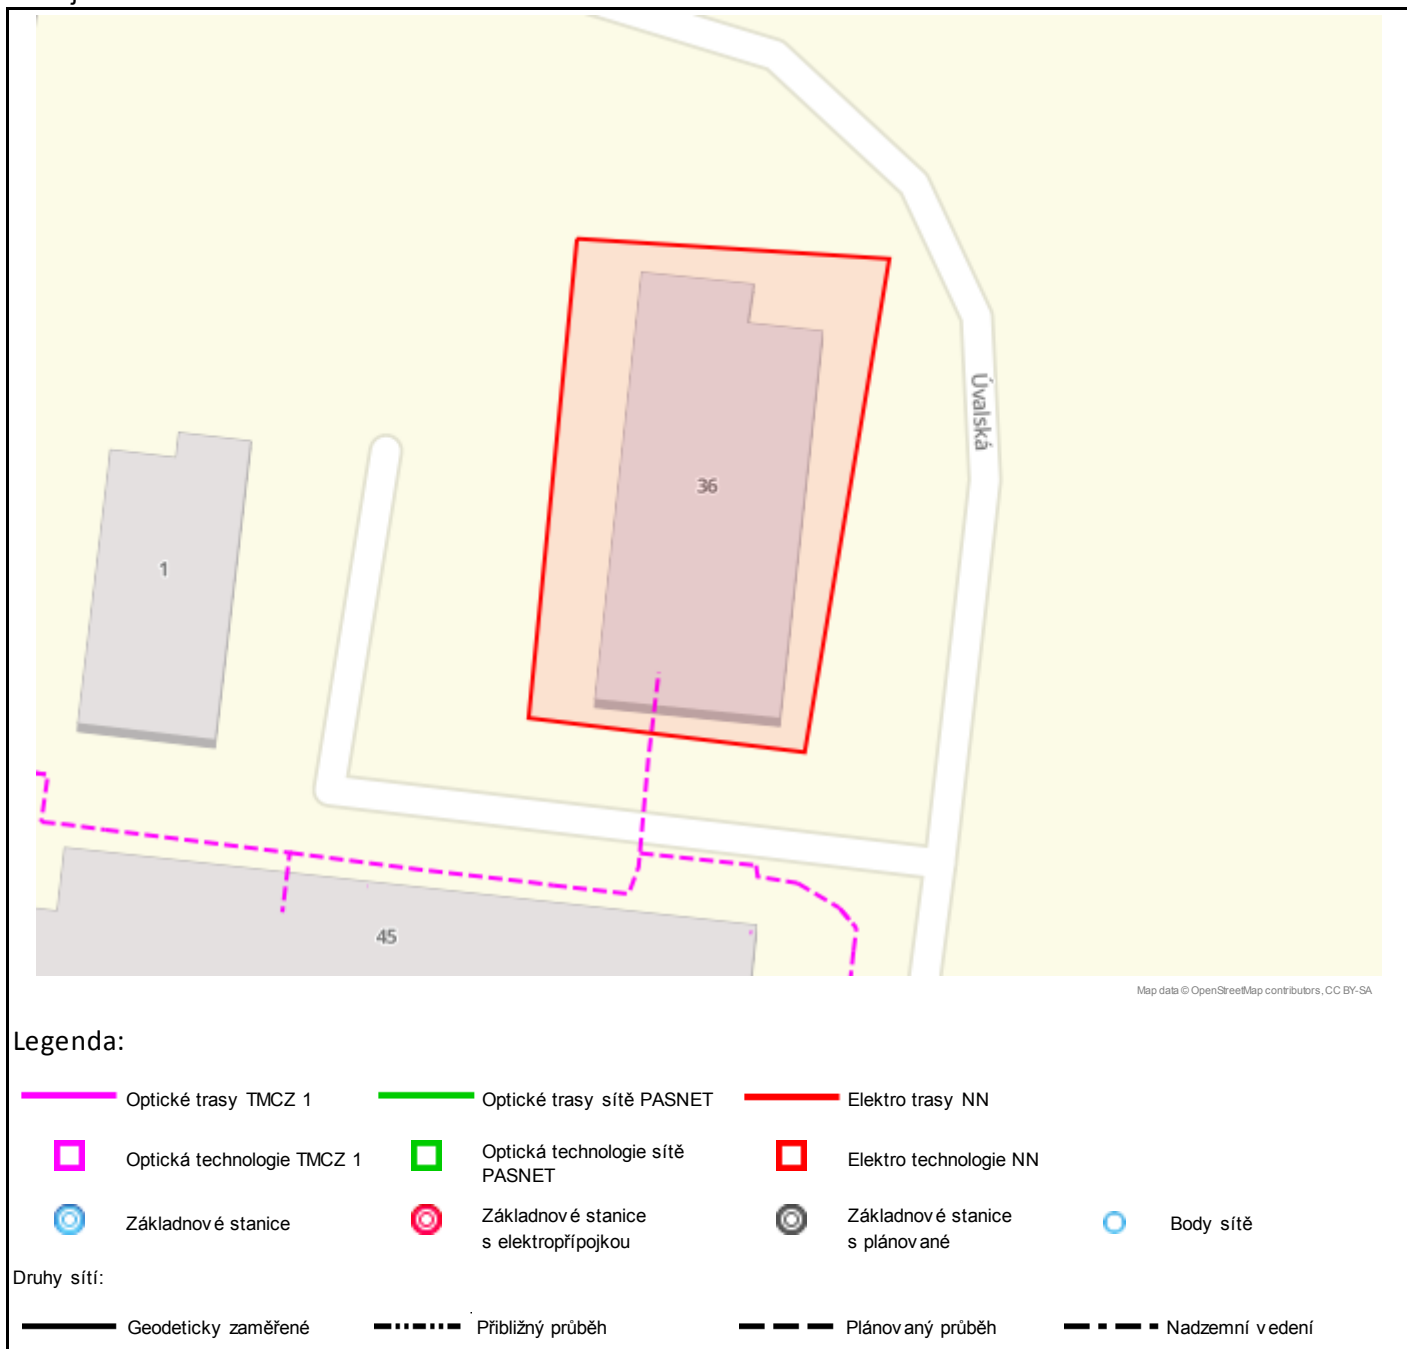 Úvalská
36
1
45
Map data © OpenStreetMap contributors, CC BY-SA
Legenda:
Optické trasy TMCZ 1
Optické trasy sítě PASNET
Elektro trasy NN
Optická technologie TMCZ 1
Optická technologie sítě
PASNET
Elektro technologie NN
Základnové stanice
Základnové stanice
s elektropřípojkou
Základnové stanice
s plánované
Body sítě
Druhy sítí:
Geodeticky zaměřené
Přibližný průběh
Plánovaný průběh
Nadzemní vedení